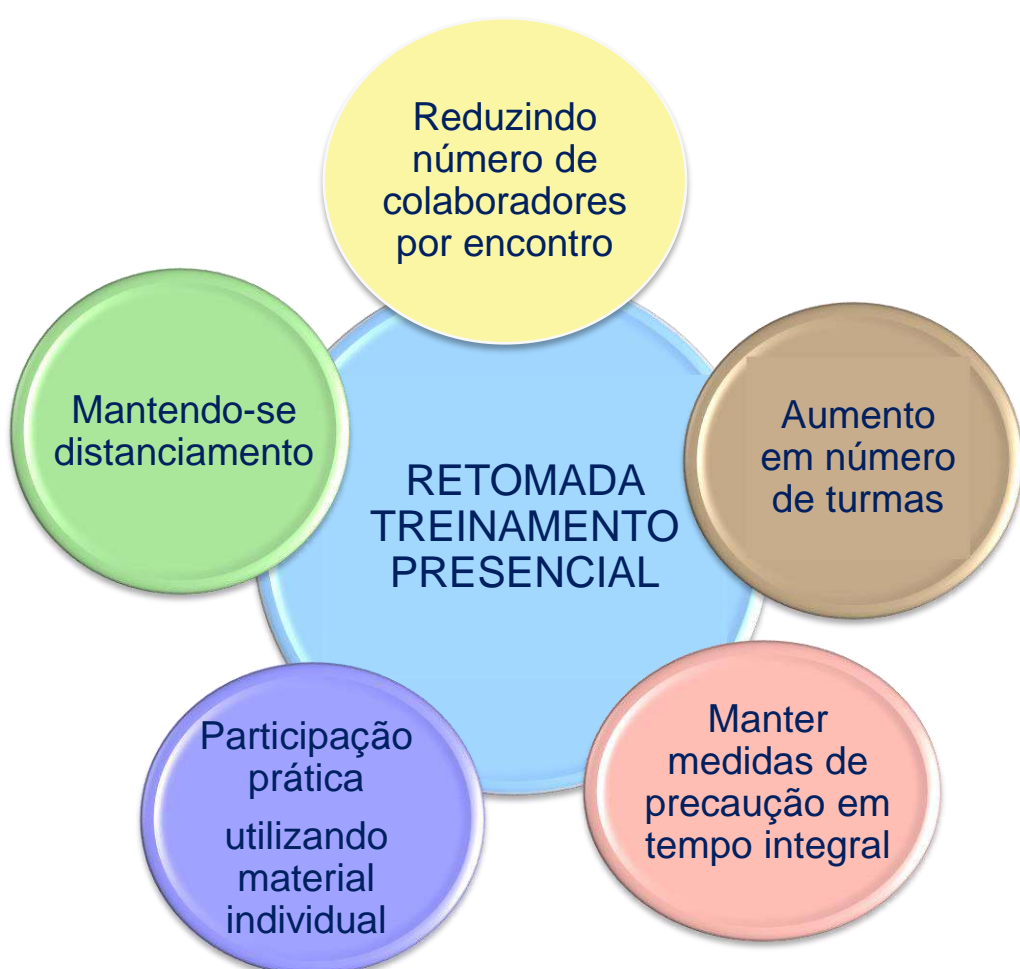 Reduzindo
número de
colaboradores
por encontro
Mantendo-se
distanciamento
Aumento
em número
de turmas
RETOMADA
TREINAMENTO
PRESENCIAL
Participação
prática
utilizando
material
individual
Manter
medidas de
precaução em
tempo integral